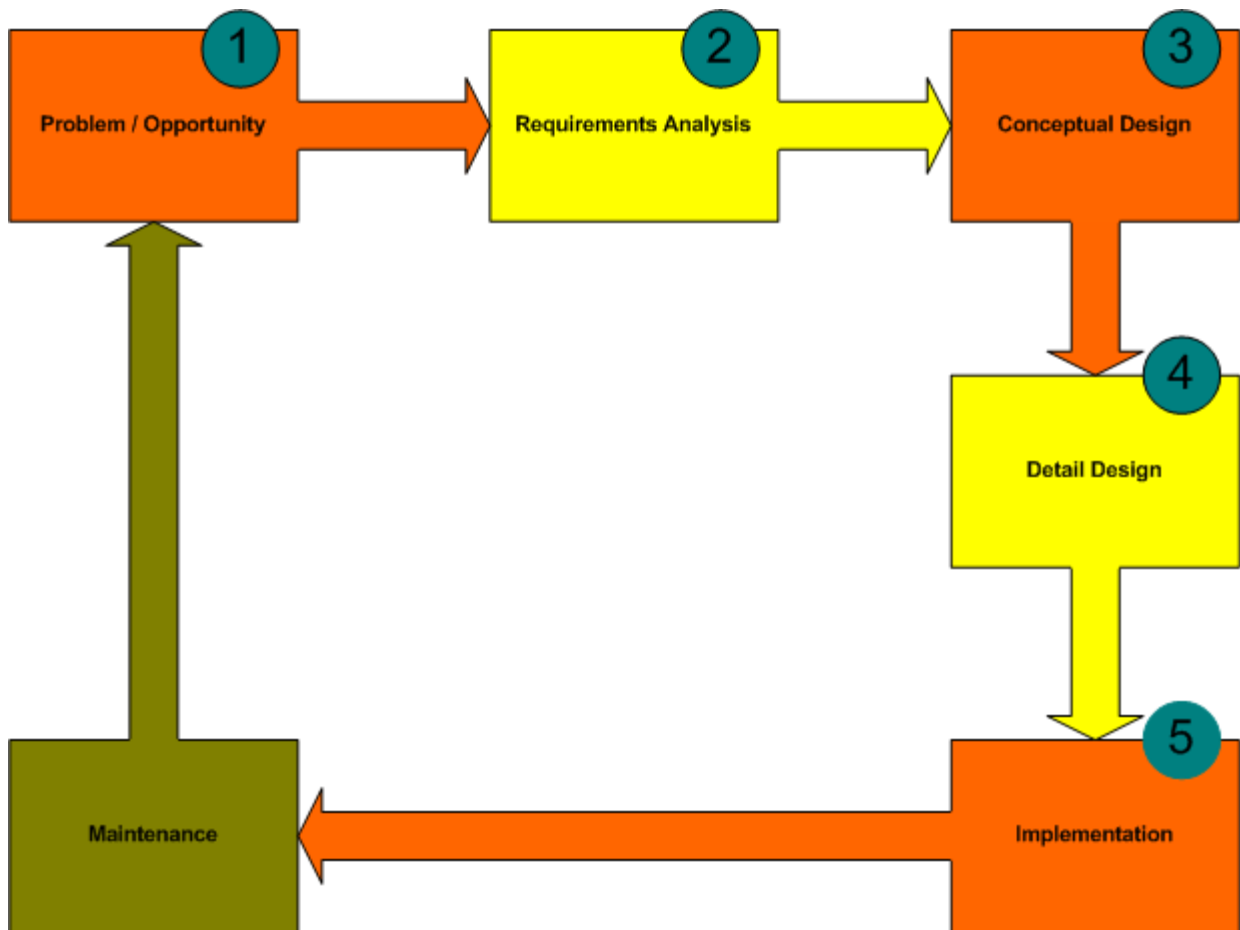 1
Problem / Opportunity
2
Requirements Analysis
3
Conceptual Design
4
Detail Design
5
Implementation
Maintenance